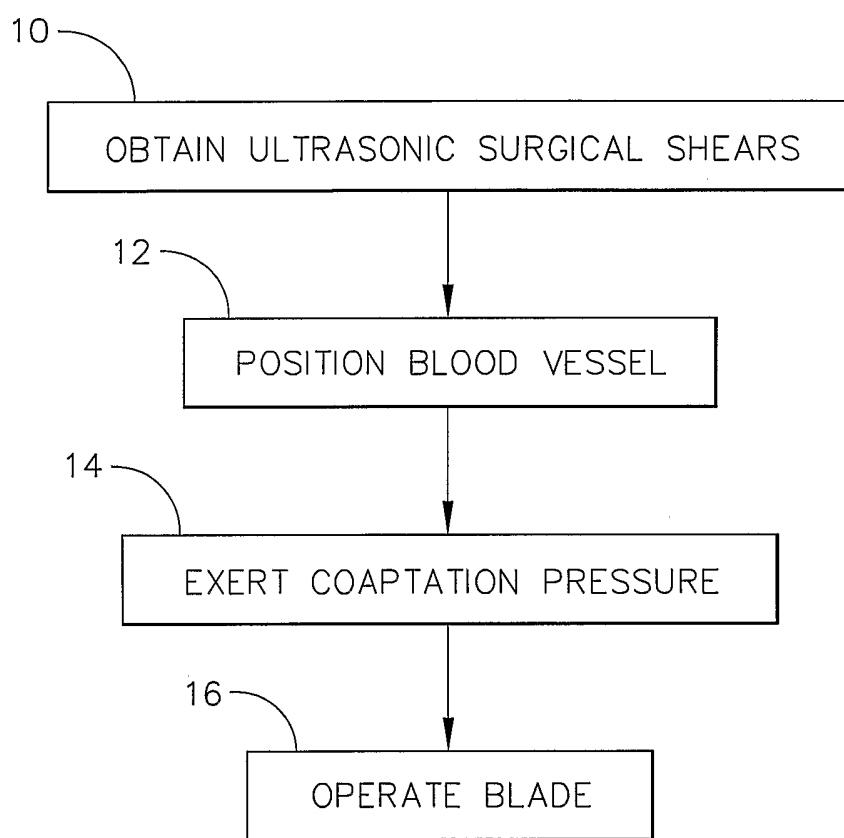 10
OBTAIN ULTRASONIC SURGICAL SHEARS
12
POSITION BLOOD VESSEL
14
EXERT COAPTATION PRESSURE
16
OPERATE BLADE